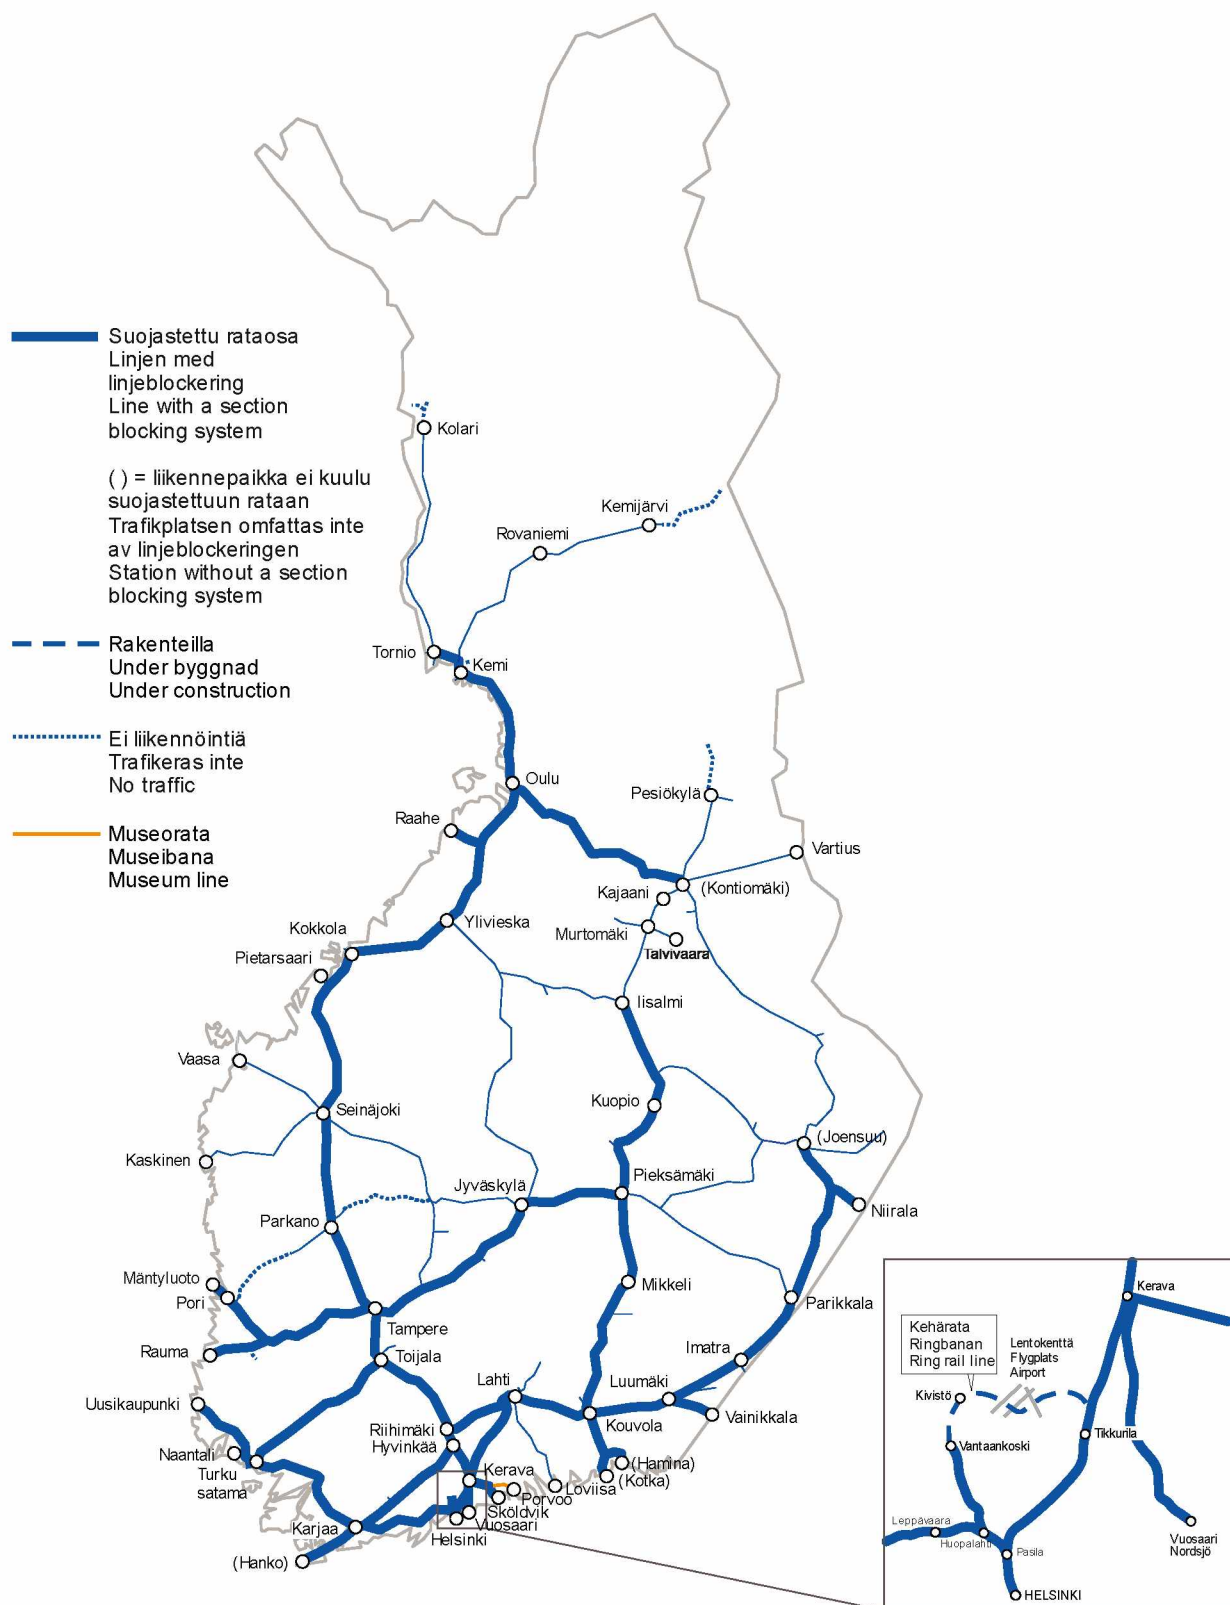 Suojastettu rataosa
Linjen med
linjeblockering
Line with a section
blocking system
( ) = liikennepaikka ei kuulu
suojastettuun rataan
Trafikplatsen omfattas inte
av linjeblockeringen
Station without a section
blocking system
Rakenteilla
Under byggnad
Under construction
Ei liikennöintiä
Trafikeras inte
No traffic
Museorata
Museibana
Museum line
Kolari
Kemijärvi
Rovaniemi
Tornio
Kemi
Oulu
Pesiökylä
Raahe
Vartius
Kajaani
(Kontiomäki)
Ylivieska
Murtomäki
Kokkola
Talvivaara
Pietarsaari
Iisalmi
Vaasa
Kuopio
Seinäjoki
(Joensuu)
Kaskinen
Pieksämäki
Jyväskylä
Niirala
Parkano
Mäntyluoto
Mikkeli
Pori
Parikkala
Tampere
Rauma
Toijala
Imatra
Lahti
Luumäki
Uusikaupunki
Vainikkala
Riihimäki
Kouvola
Hyvinkää
Naantali
(Hamina)
Turku
satama
Kerava
Loviisa
(Kotka)
Porvoo
Sköldvik
Vuosaari
Karjaa
Helsinki
(Hanko)
Kerava
Kehärata
Ringbanan
Ring rail line
Lentokenttä
Flygplats
Airport
Kivistö
Vantaankoski
Tikkurila
Leppävaara
Huopalahti
Pasila
Vuosaari
Nordsjö
HELSINKI